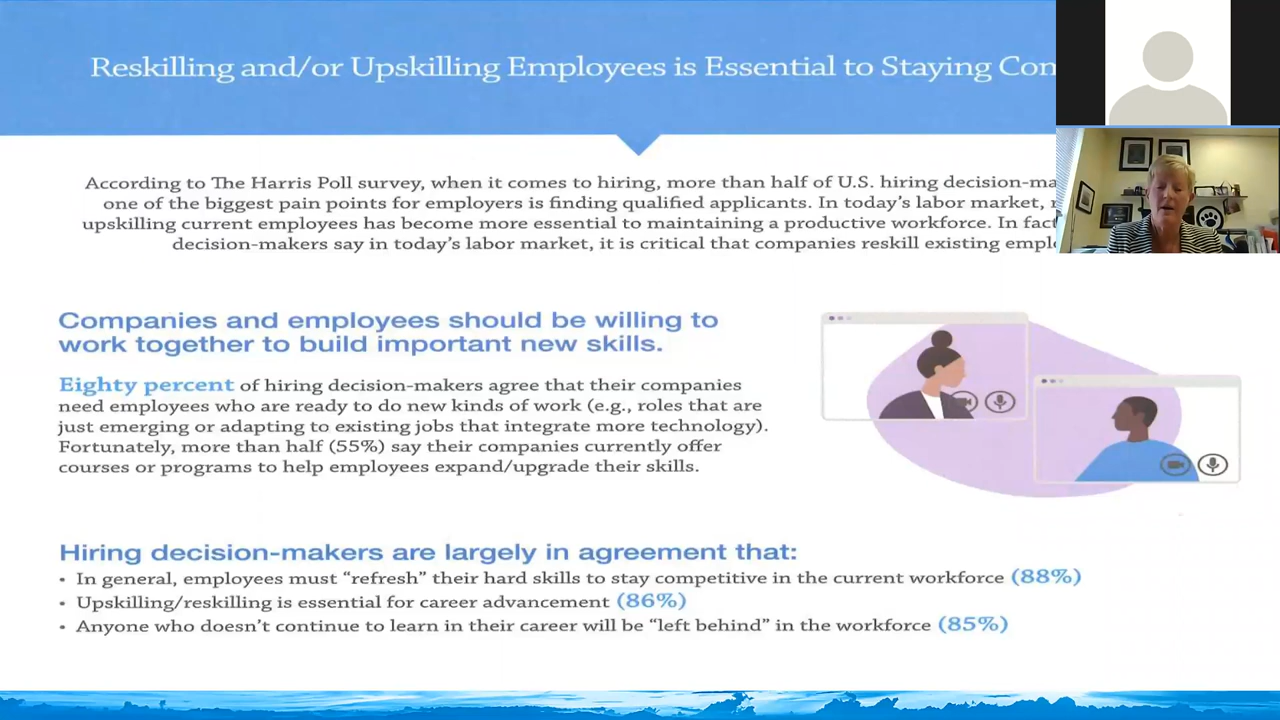 Reskilling and/or Upskilling Employees is Essential to Staying
According to The Harris Poll survey, when it comes to hiring, more than half of U.S. hiring
one of the biggest pain points for employers is finding qualified applicants. In today's labor market,
upskilling current employees has become more essential to maintaining a productive workforce. In
decision-makers say in today's labor market, it is critical that companies reskill existing
Companies and employees should be willing to
work together to build important new skills.
Eighty percent of hiring decision-makers agree that their companies
need employees who are ready to do new kinds of work (e.g., roles that are
just emerging or adapting to existing jobs that integrate more technology).
Fortunately, more than half (55%) say their companies currently offer
courses or programs to help employees expand/upgrade their skills.
Hiring decision-makers are largely in agreement that:
• In general, employees must “refresh” their hard skills to stay competitive in the current workforce (88%)
• Upskilling/reskilling is essential for career advancement (86%)
• Anyone who doesn't continue to learn in their career will be “left behind” in the workforce (85%)